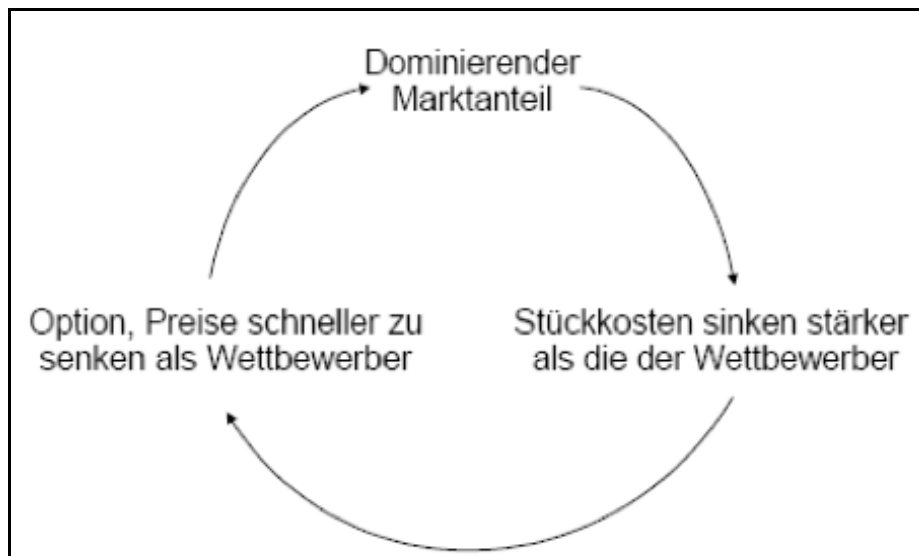 Dominierender
Marktanteil
Option, Preise schneller zu
senken als Wettbewerber
Stückkosten sinken stärker
als die der Wettbewerber